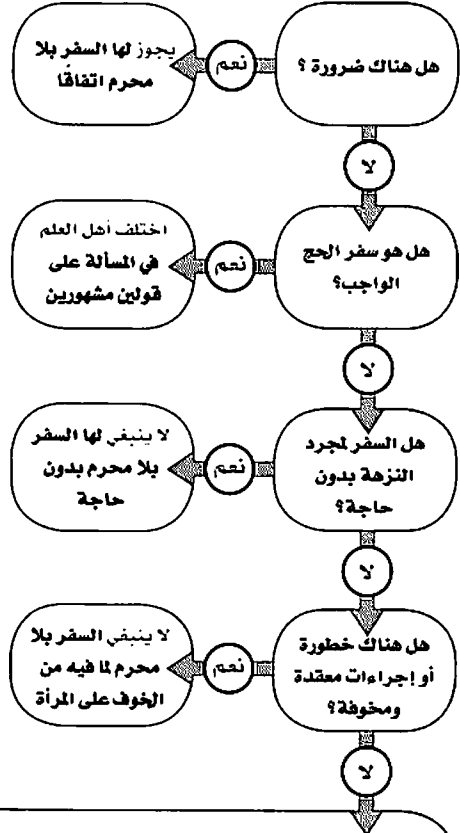 هل هناك ضرورة ؟
نعم
يجوز لها السفر بلا
محرم اتفاقًا
لا
هل هو سفر الحج
الواجب؟
نعم
اختلف أهل العلم
في المسألة على
قولين مشهورين
لا
هل السفر لمجرد
النزهة بدون
حاجة؟
نعم
لا ينبغي لها السفر
بلا محرم بدون
حاجة
لا
هل هناك خطورة
أو إجراءات معقدة
ومخوفة؟
نعم
لا ينبغي السفر بلا
محرم لما فيه من
الخوف على المرأة
لا